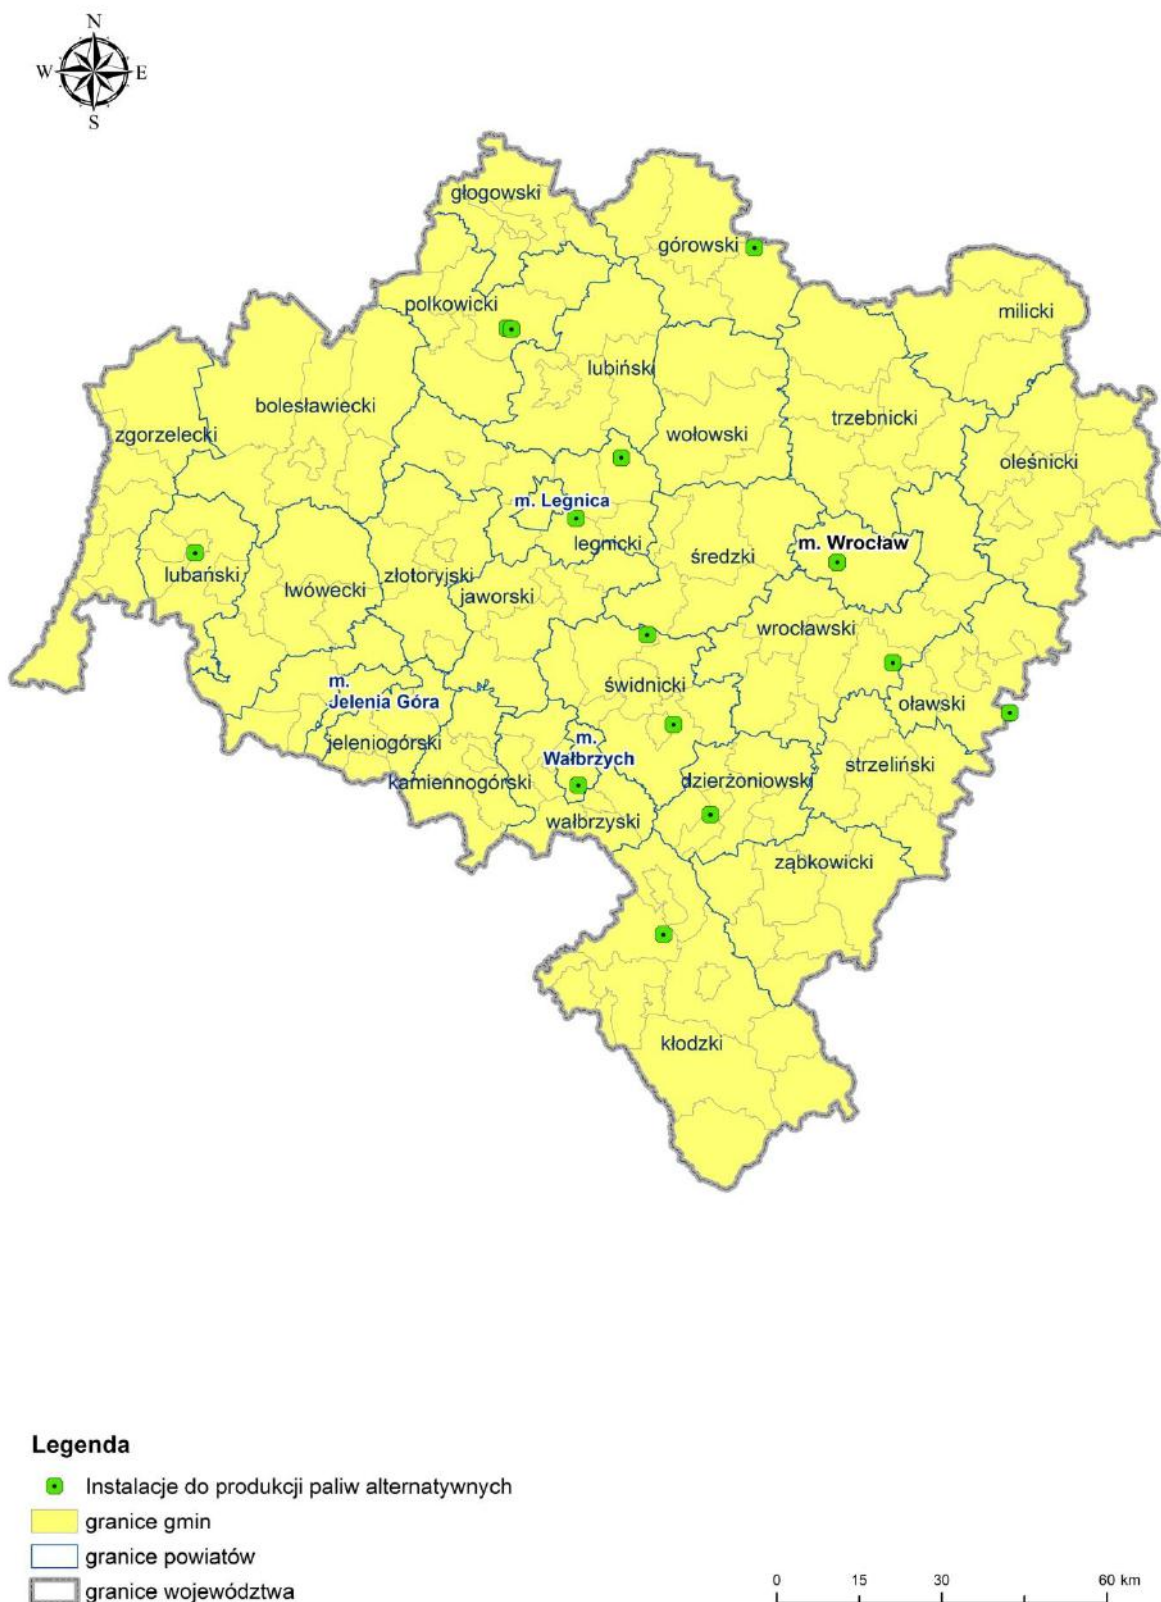 N
W E
S
głogowski
górowski
milicki
polkowicki
lubiński
bolesławiecki
trzebnicki
zgorzelecki
wołowski
oleśnicki
m. Legnica
legnicki
m. Wrocław
średzki
lubański
złotoryjski
lwówecki
jaworski
wrocławski
m.
Jelenia Góra
świdnicki
oławski
jeleniogórski
m.
Wałbrzych
strzeliński
kamiennogórski
dzierżoniowski
wałbrzyski
ząbkowicki
kłodzki
Legenda
Instalacje do produkcji paliw alternatywnych
granice gmin
granice powiatów
granice województwa
0 15 30 60 km